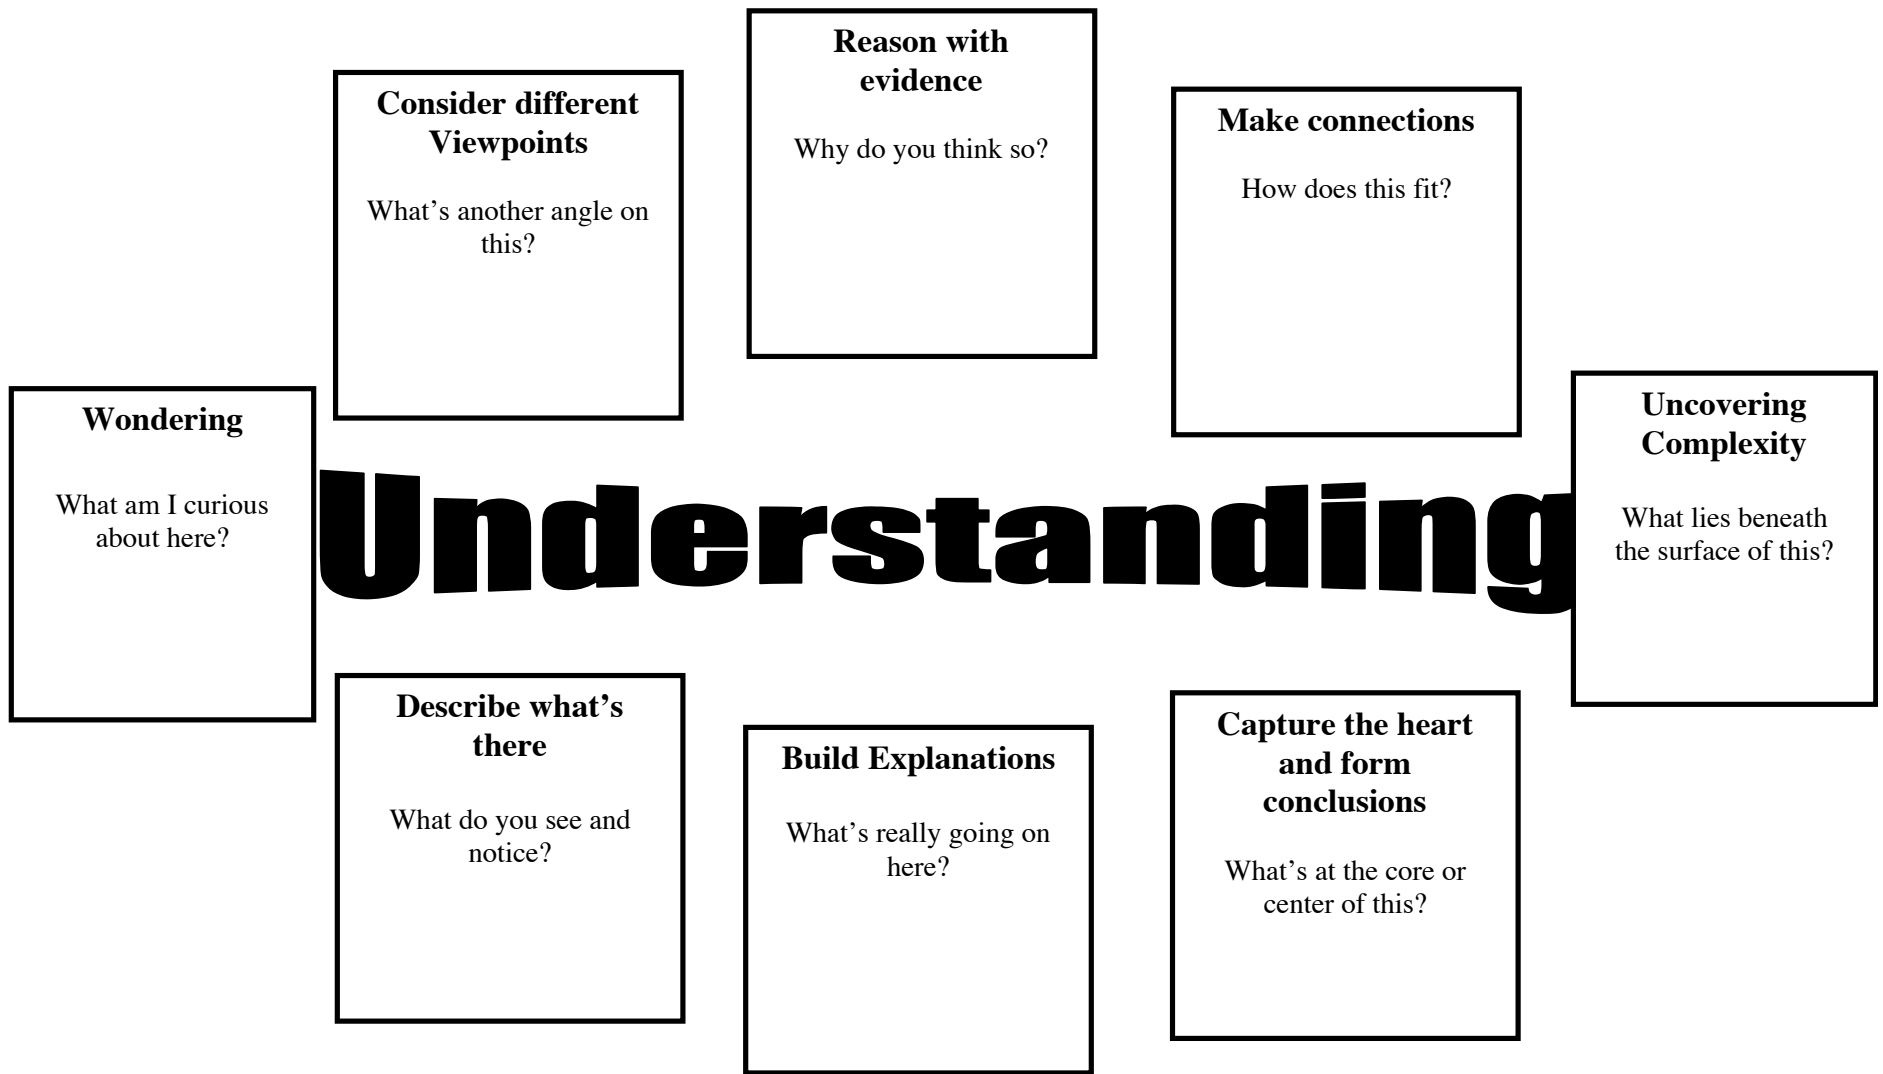 Reason with
evidence
Why do you think so?
Consider different
Viewpoints
What’s another angle on
this?
Make connections
How does this fit?
Wondering
What am I curious
about here?
Uncovering
Complexity
What lies beneath
the surface of this?
Understanding
Describe what’s
there
What do you see and
notice?
Build Explanations
What’s really going on
here?
Capture the heart
and form
conclusions
What’s at the core or
center of this?